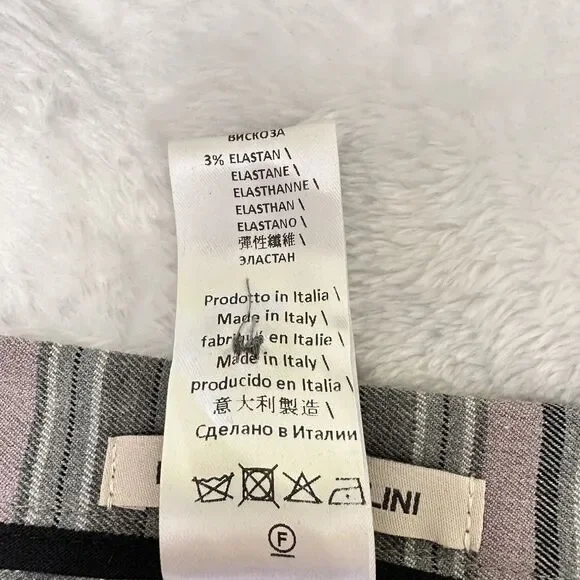 ВИСКОЗА
3% ELASTAN \
ELASTANE \
ELASTHANNE \
ELASTHAN \
ELASTANO \
彈性纖維 \
ЭЛАСТАН
Prodotto in Italia \
Made in Italy \
fabriqué en Italie \
Made in Italy \
producido en Italia \
意大利製造 \
Сделано в Италии
LINI
F